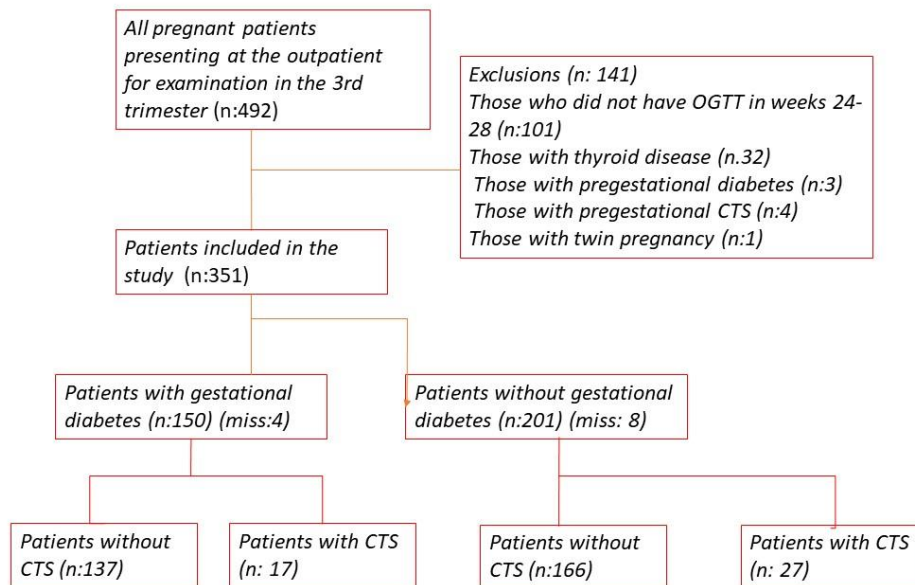 All pregnant patients
presenting at the outpatient
for examination in the 3rd
trimester (n:492)
Exclusions (n: 141)
Those who did not have OGTT in weeks 24-
28 (n:101)
Those with thyroid disease (n.32)
Those with pregestational diabetes (n:3)
Those with pregestational CTS (n:4)
Those with twin pregnancy (n:1)
Patients included in the
study (n:351)
Patients with gestational
diabetes (n:150) (miss:4)
Patients without gestational
diabetes (n:201) (miss: 8)
Patients without
CTS (n:137)
Patients with CTS
(n: 17)
Patients without
CTS (n:166)
Patients with CTS
(n: 27)